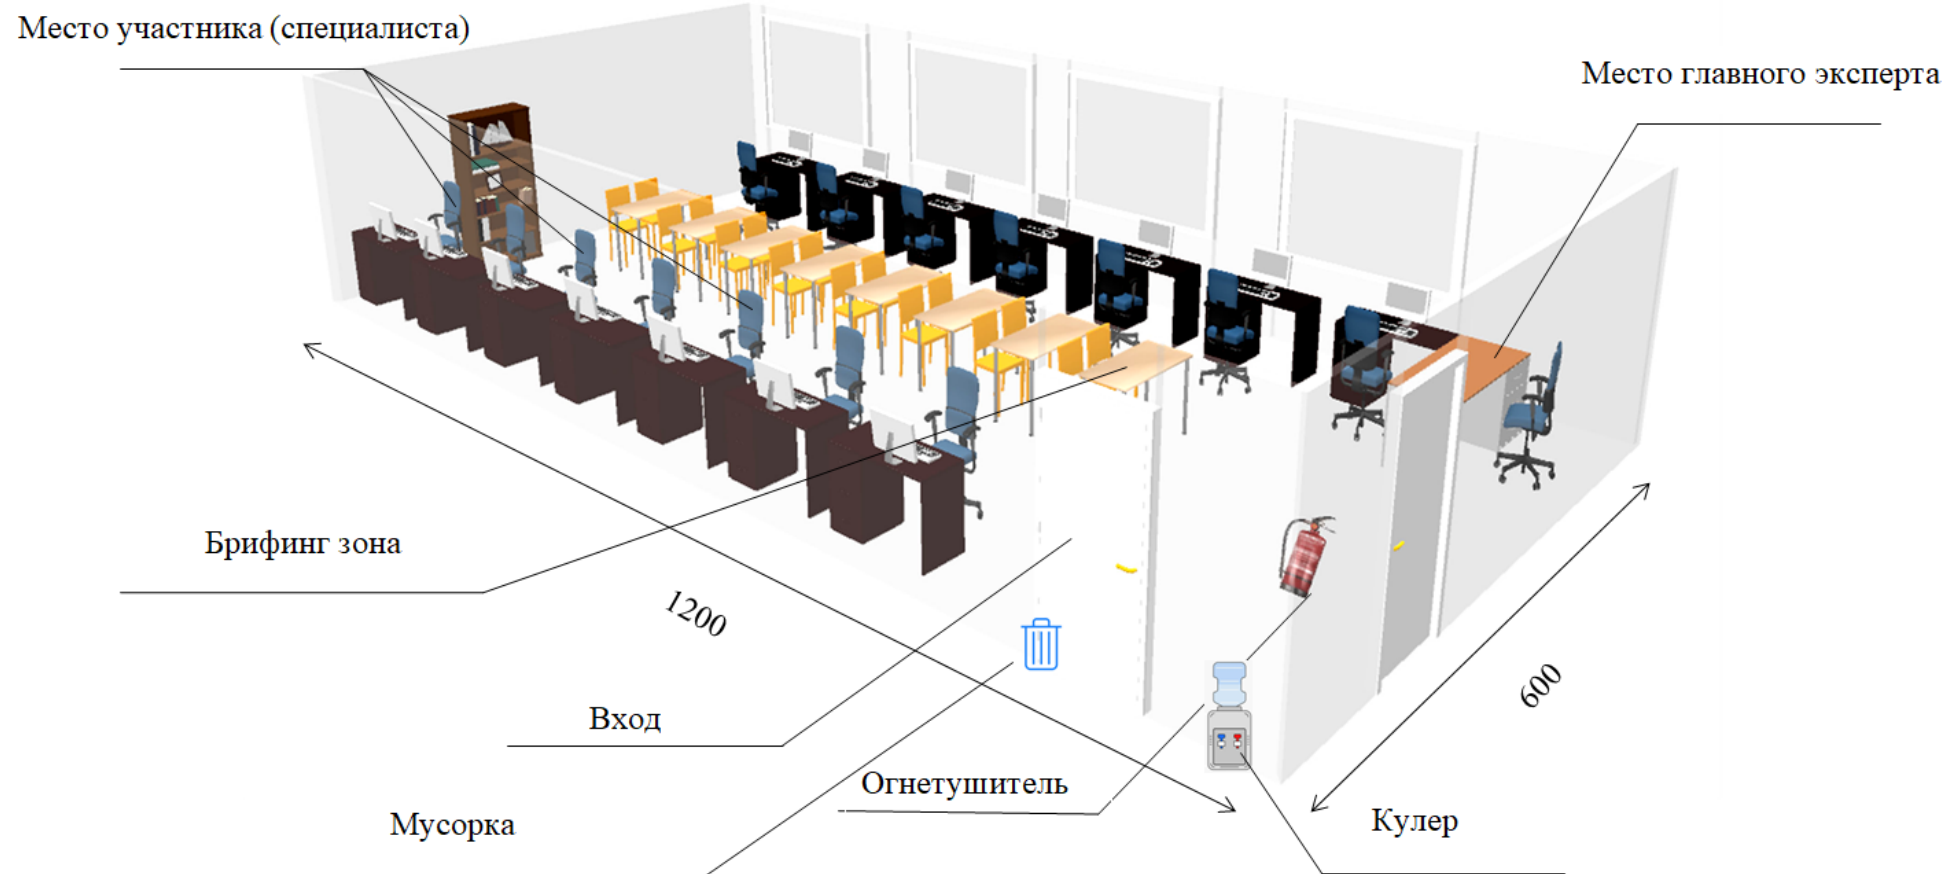 Место участника (специалиста)
Место главного эксперта
Брифинг зона
1200
600
Вход
Огнетушитель
Мусорка
Кулер